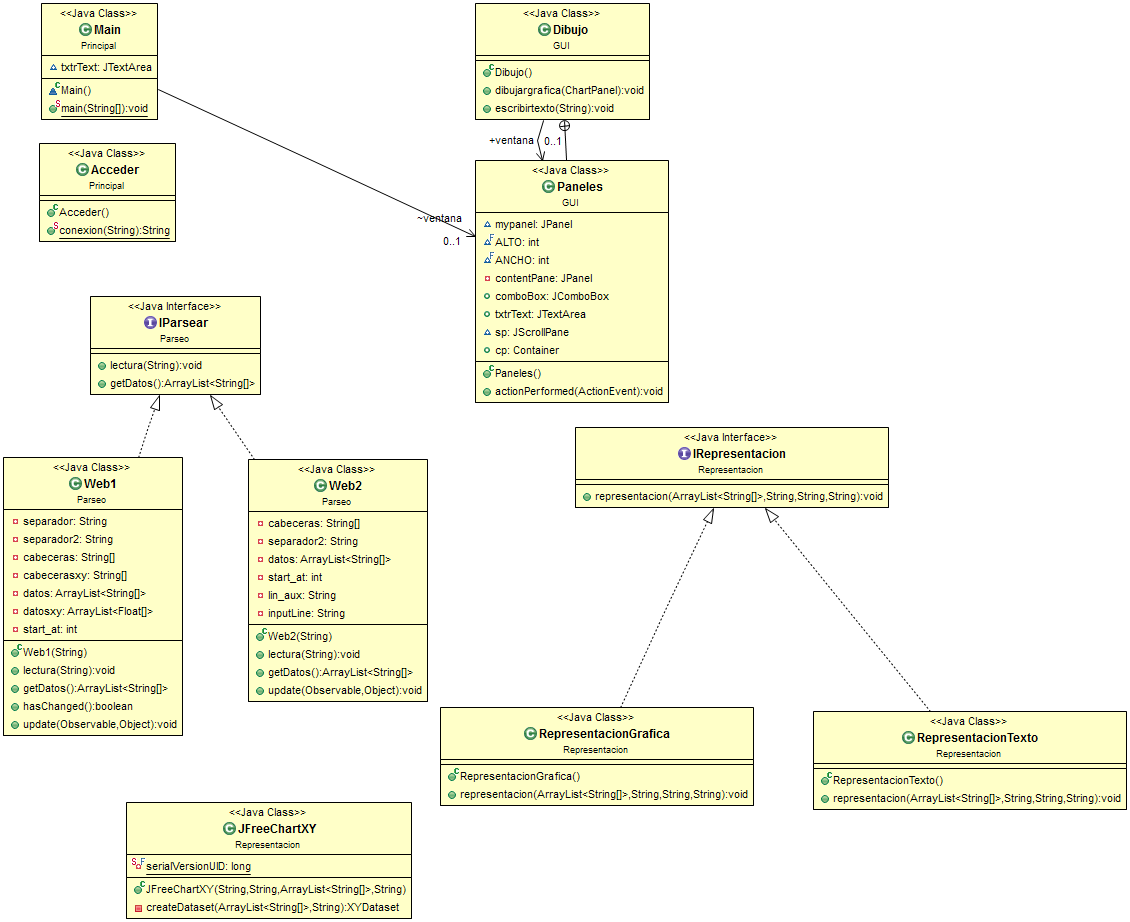 <<Java Class>>
Main
Principal
txtrText: JTextArea
Main()
main(String[]):void
<<Java Class>>
Dibujo
GUI
Dibujo()
dibujargrafica(ChartPanel):void
escribirtexto(String):void
+ventana
0..1
<<Java Class>>
Acceder
Principal
Acceder()
conexion(String):String
~ventana
0..1
<<Java Class>>
Paneles
GUI
mypanel: JPanel
ALTO: int
ANCHO: int
contentPane: JPanel
comboBox: JComboBox
txtrText: JTextArea
sp: JScrollPane
cp: Container
Paneles()
actionPerformed(ActionEvent):void
<<Java Interface>>
IParsear
Parseo
lectura(String):void
getDatos():ArrayList<String[]>
<<Java Class>>
Web1
Parseo
separador: String
separador2: String
cabeceras: String[]
cabecerasxy: String[]
datos: ArrayList<String[]>
datosxy: ArrayList<Float[]>
start_at: int
Web1(String)
lectura(String):void
getDatos():ArrayList<String[]>
hasChanged():boolean
update(Observable,Object):void
<<Java Class>>
Web2
Parseo
cabeceras: String[]
separador2: String
datos: ArrayList<String[]>
start_at: int
lin_aux: String
inputLine: String
Web2(String)
lectura(String):void
getDatos():ArrayList<String[]>
update(Observable,Object):void
<<Java Interface>>
IRepresentacion
Representacion
representacion(ArrayList<String[]>,String,String,String):void
<<Java Class>>
RepresentacionGrafica
Representacion
RepresentacionGrafica()
representacion(ArrayList<String[]>,String,String,String):void
<<Java Class>>
RepresentacionTexto
Representacion
RepresentacionTexto()
representacion(ArrayList<String[]>,String,String,String):void
<<Java Class>>
JFreeChartXY
Representacion
serialVersionUID: long
JFreeChartXY(String,String,ArrayList<String[]>,String)
createDataset(ArrayList<String[]>,String):XYDataset